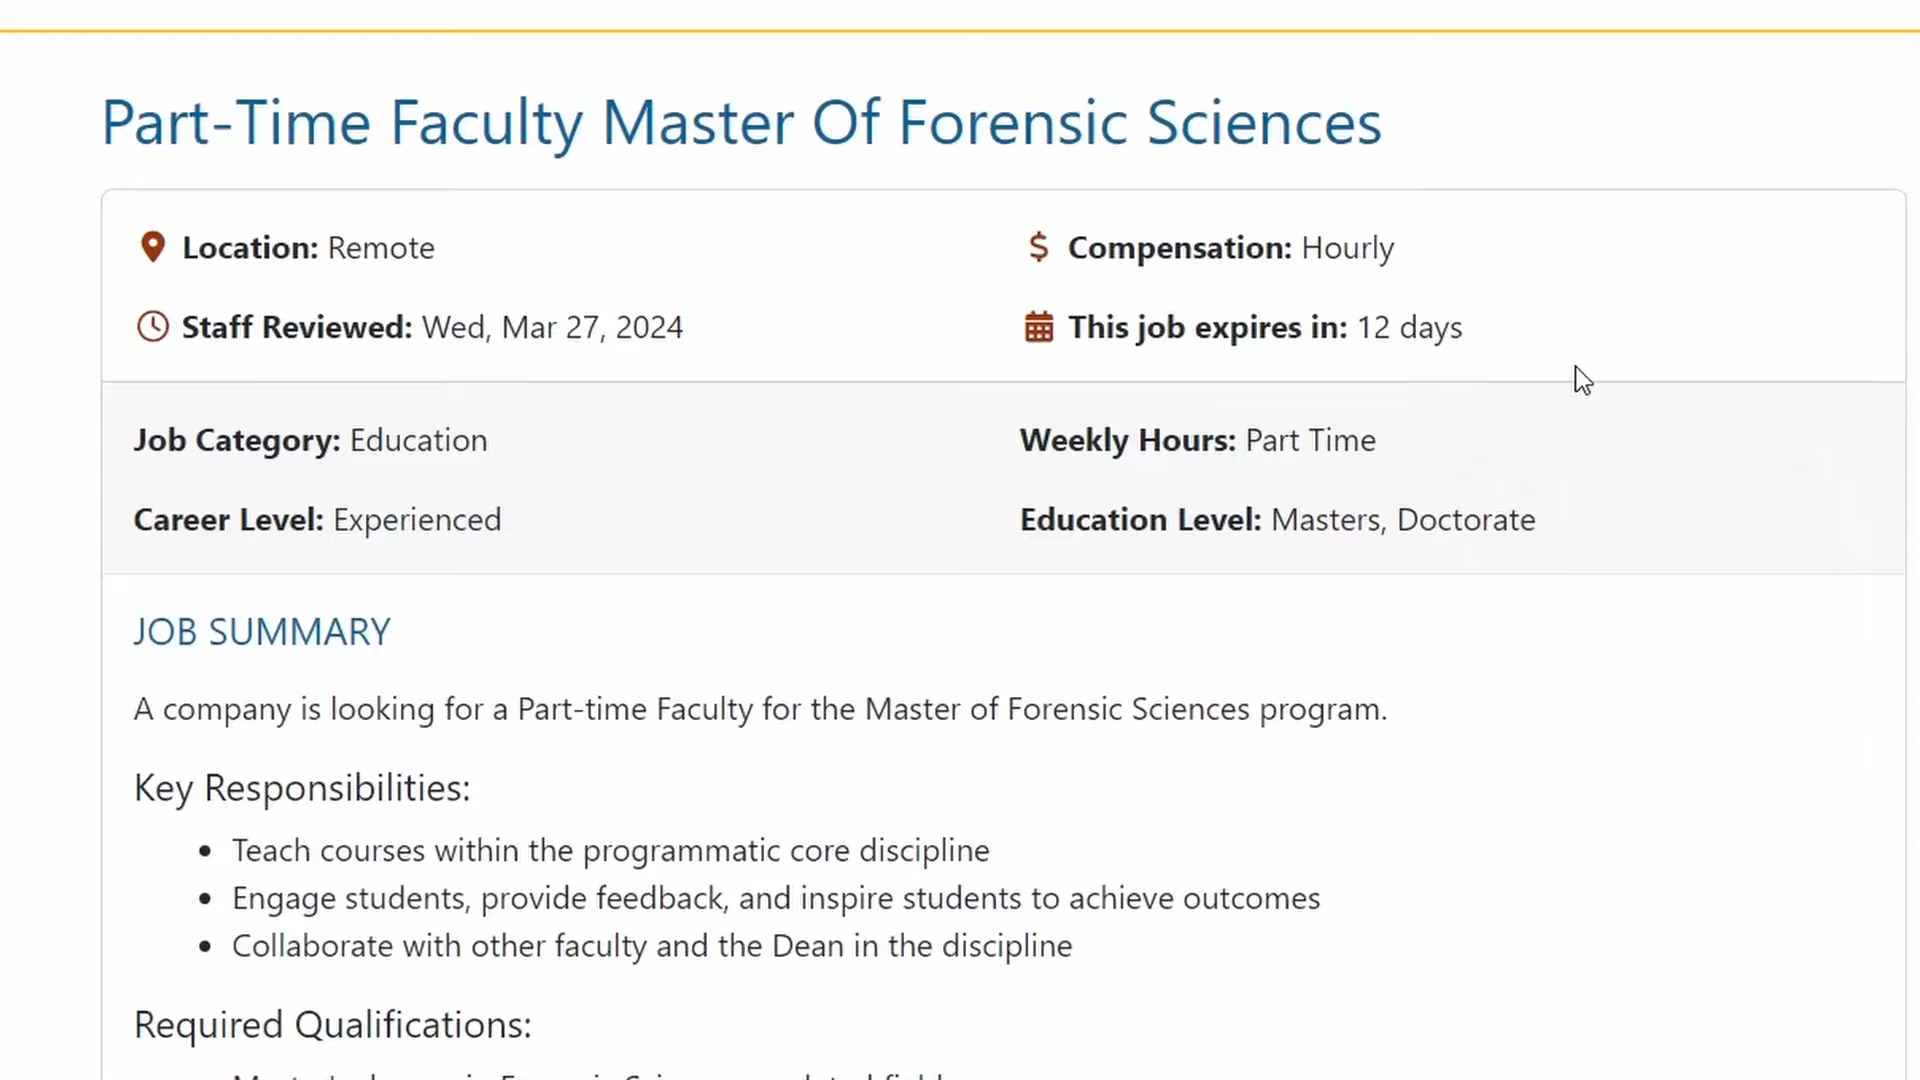 Part-Time Faculty Master Of Forensic Sciences
Location: Remote
Compensation: Hourly
Staff Reviewed: Wed, Mar 27, 2024
This job expires in: 12 days
Job Category: Education
Weekly Hours: Part Time
Career Level: Experienced
Education Level: Masters, Doctorate
JOB SUMMARY
A company is looking for a Part-time Faculty for the Master of Forensic Sciences program.
Key Responsibilities:
Teach courses within the programmatic core discipline
Engage students, provide feedback, and inspire students to achieve outcomes
Collaborate with other faculty and the Dean in the discipline
Required Qualifications: